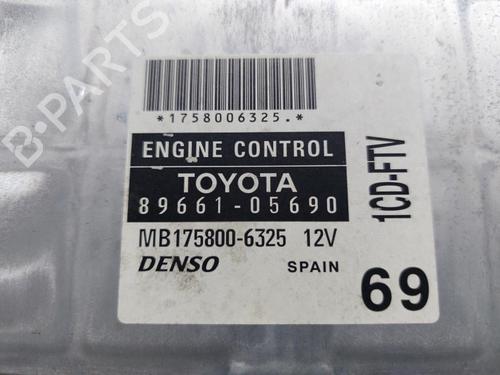 B-PARTS
*1758006325.*
ENGINE CONTROL
TOYOTA
89661-05690
MB175800-6325 12V
DENSO SPAIN
1CD-FTV
69